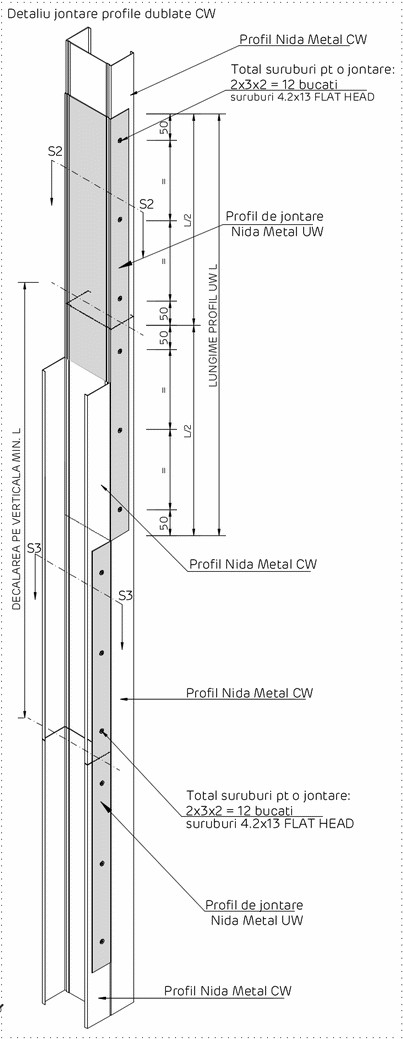 Detaliu jontare profile dublate CW
Profil Nida Metal CW
Total suruburi pt o jontare:
2x3x2 = 12 bucati
suruburi 4.2x13 FLAT HEAD
50
S2
=
S2
L/2
Profil de jontare
Nida Metal UW
=
50
50
LUNGIME PROFIL UW L
=
L/2
=
50
DECALAREA PE VERTICALA MIN. L
S3
Profil Nida Metal CW
S3
Profil Nida Metal CW
Total suruburi pt o jontare:
2x3x2 = 12 bucati
suruburi 4.2x13 FLAT HEAD
Profil de jontare
Nida Metal UW
Profil Nida Metal CW